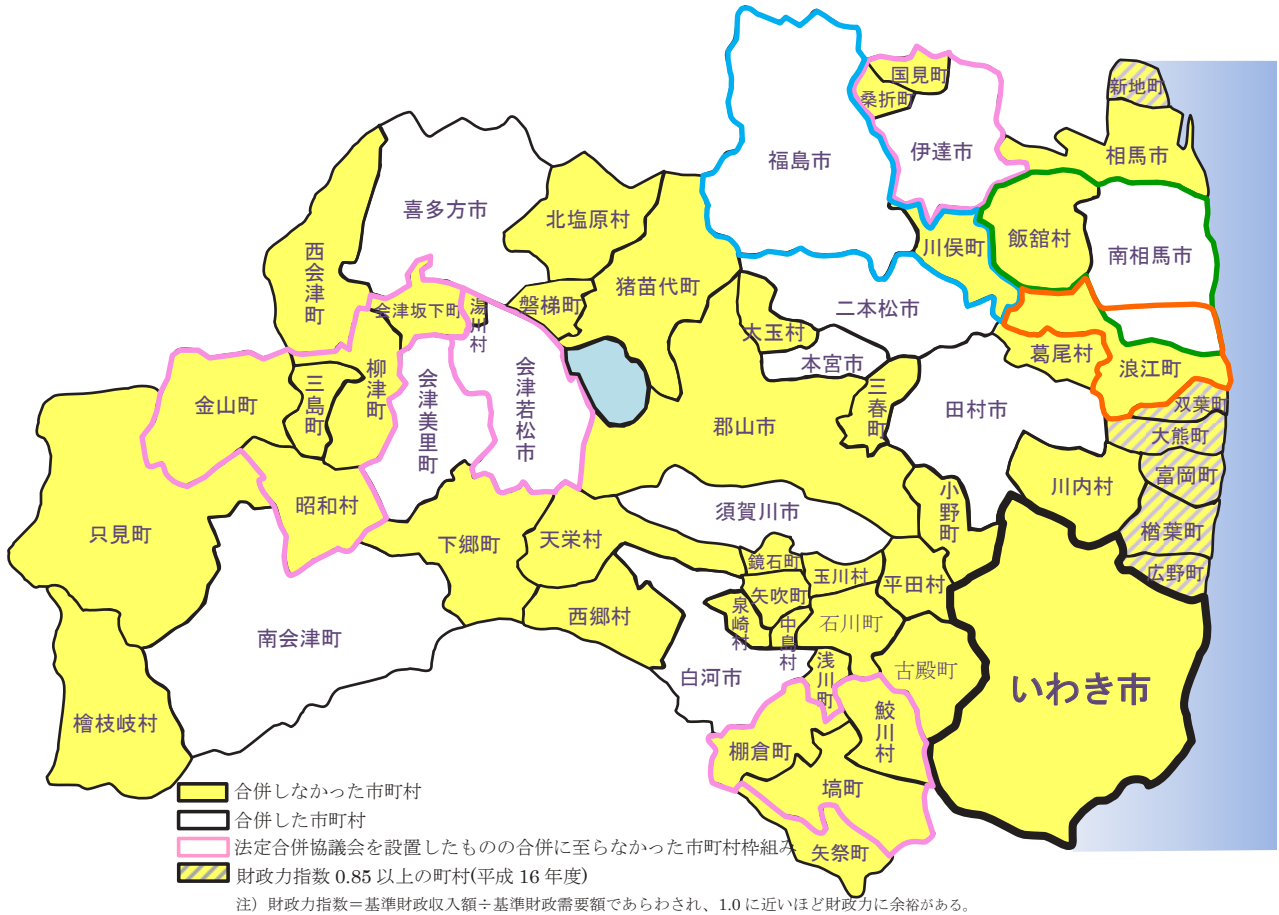 国見町
桑折町
新地町
福島市
伊達市
相馬市
喜多方市
北塩原村
西会津町
川俣町
飯舘村
南相馬市
猪苗代町
会津坂下町
湯川村
磐梯町
二本松市
大玉村
本宮市
葛尾村
浪江町
柳津町
三島町
金山町
会津美里町
会津若松市
三春町
田村市
双葉町
郡山市
大熊町
富岡町
川内村
小野町
昭和村
只見町
下郷町
天栄村
須賀川市
楢葉町
広野町
鏡石町
玉川村
平田村
矢吹町
泉崎村
中島村
石川町
西郷村
南会津町
白河市
浅川町
古殿町
いわき市
檜枝岐村
鮫川村
棚倉町
塙町
矢祭町
合併しなかった市町村
合併した市町村
法定合併協議会を設置したものの合併に至らなかった市町村枠組み
財政力指数 0.85 以上の町村(平成 16 年度)
注）財政力指数＝基準財政収入額÷基準財政需要額であらわされ、1.0 に近いほど財政力に余裕がある。